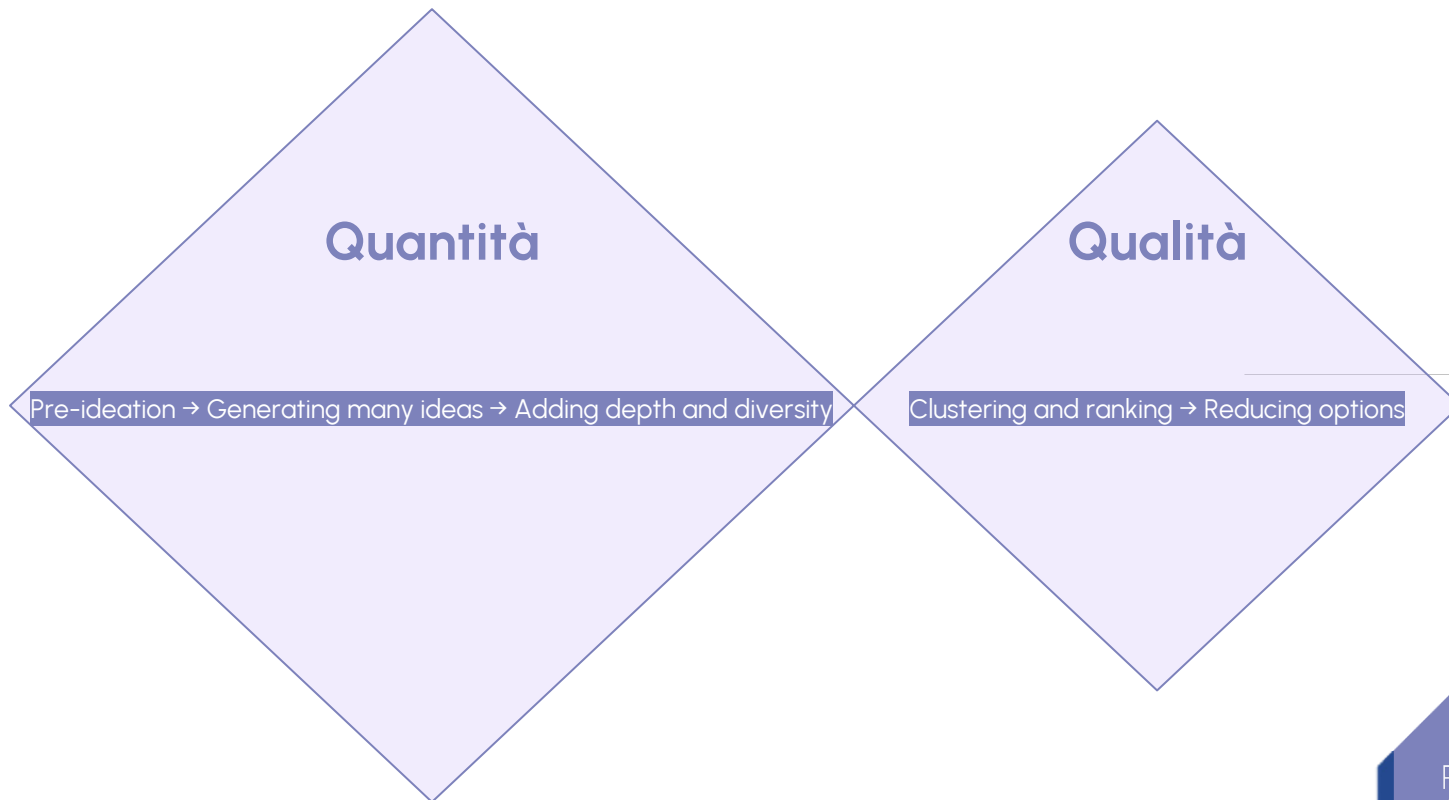 Quantità
Qualità
Pre-ideation → Generating many ideas → Adding depth and diversity
Clustering and ranking → Reducing options